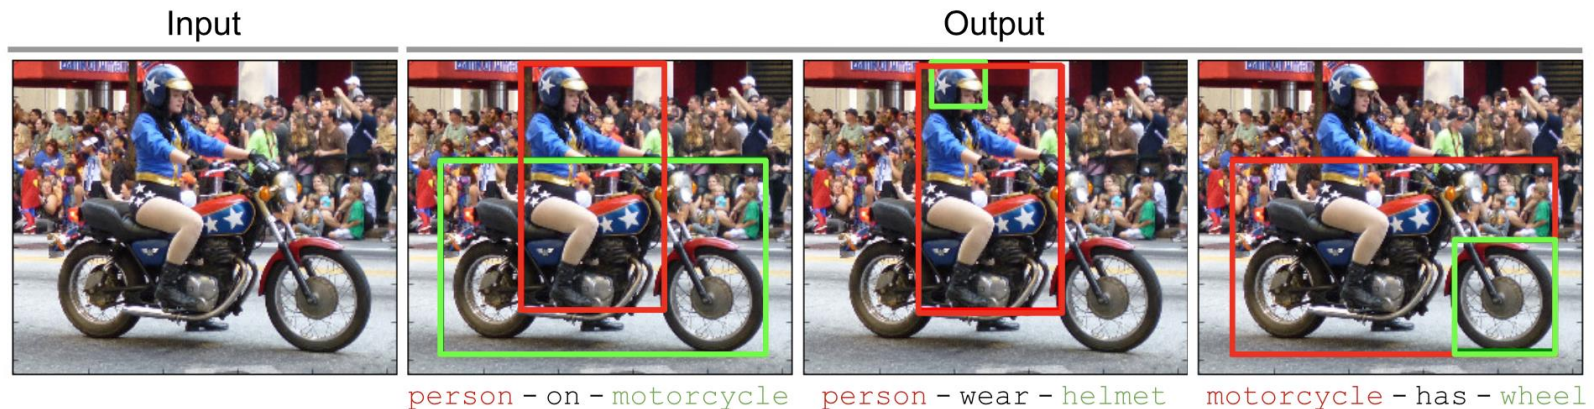 Input
Output
person - on - motorcycle
person - wear - helmet
motorcycle - has - wheel